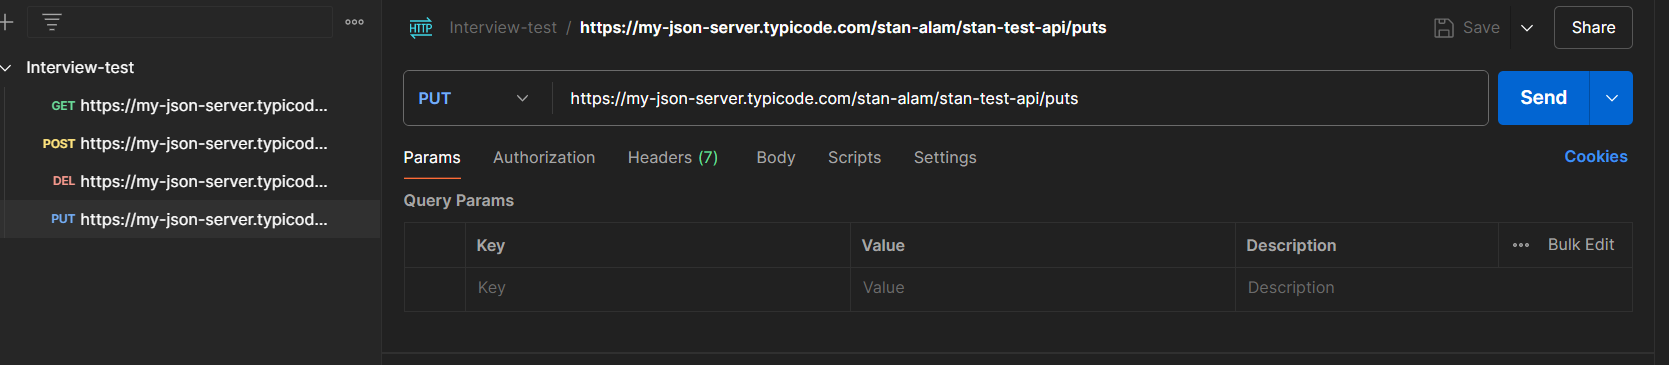 Interview-test
GET https://my-json-server.typicod...
POST https://my-json-server.typicod...
DEL https://my-json-server.typicod...
PUT https://my-json-server.typicod...
HTTP Interview-test / https://my-json-server.typicode.com/stan-alam/stan-test-api/puts
Save
Share
PUT https://my-json-server.typicode.com/stan-alam/stan-test-api/puts
Send
Params Authorization Headers (7) Body Scripts Settings Cookies
Query Params
Key Value Description Bulk Edit
Key Value Description